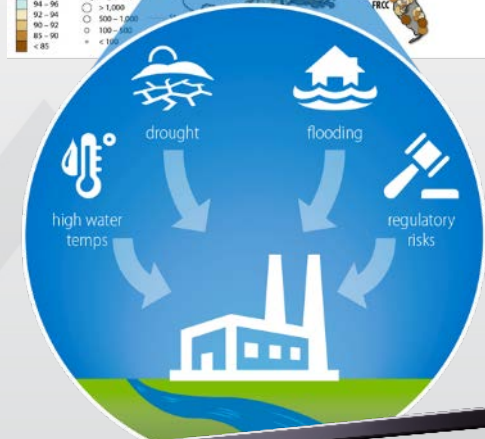 94 – 96
92 – 94
90 – 92
85 – 90
< 85
> 1,000
500 – 1,000
100 – 500
< 100
FRCC
drought
flooding
high water
temps
regulatory
risks